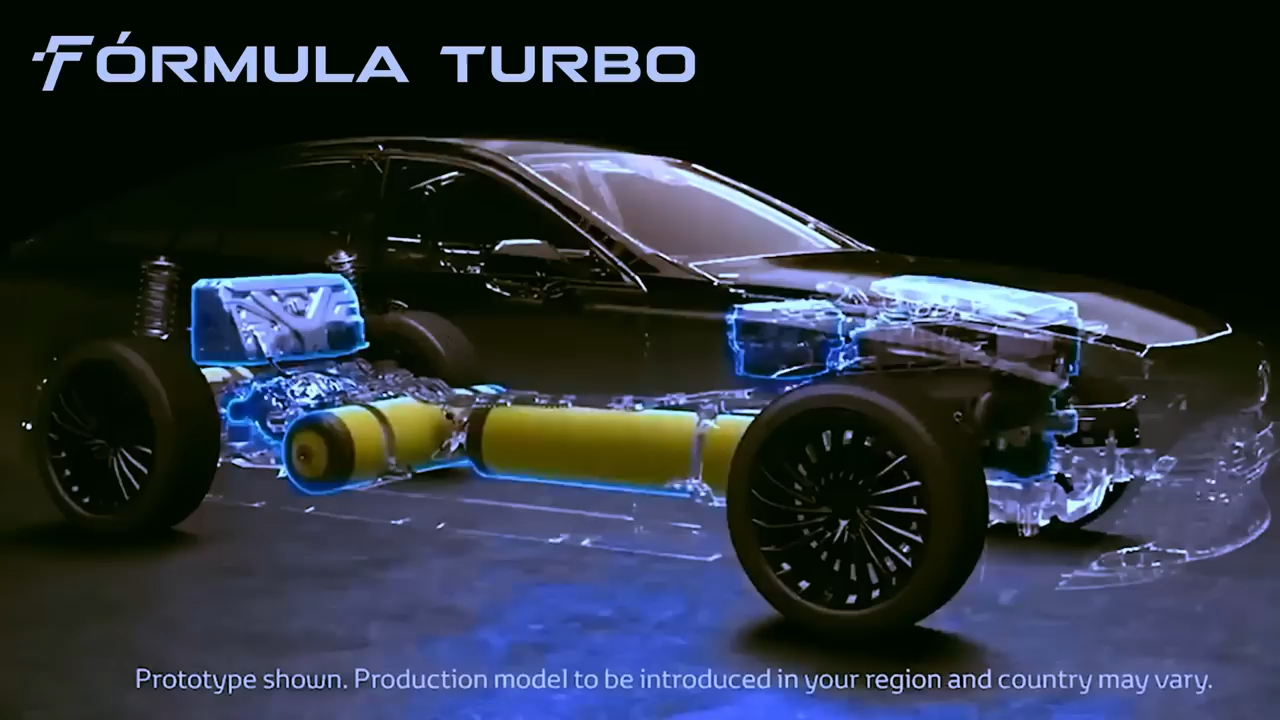 FÓRMULA TURBO
Prototype shown. Production model to be introduced in your region and country may vary.